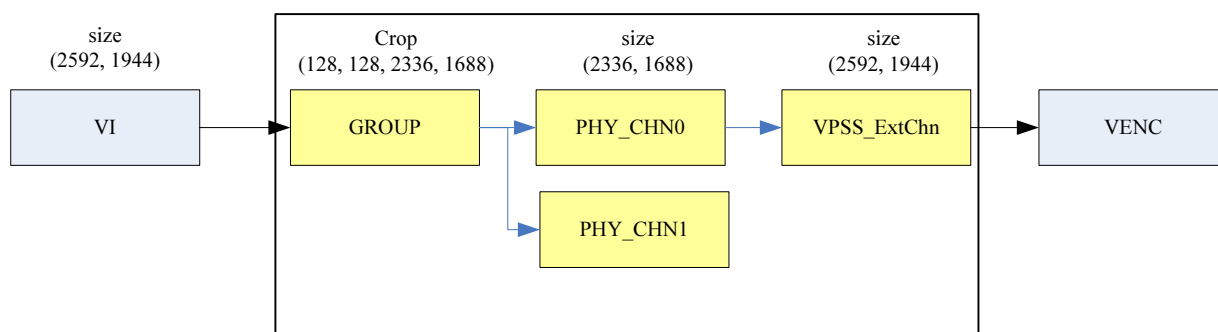 size
(2592, 1944)
Crop
(128, 128, 2336, 1688)
size
(2336, 1688)
size
(2592, 1944)
VI
GROUP
PHY_CHN0
VPSS_ExtChn
VENC
PHY_CHN1